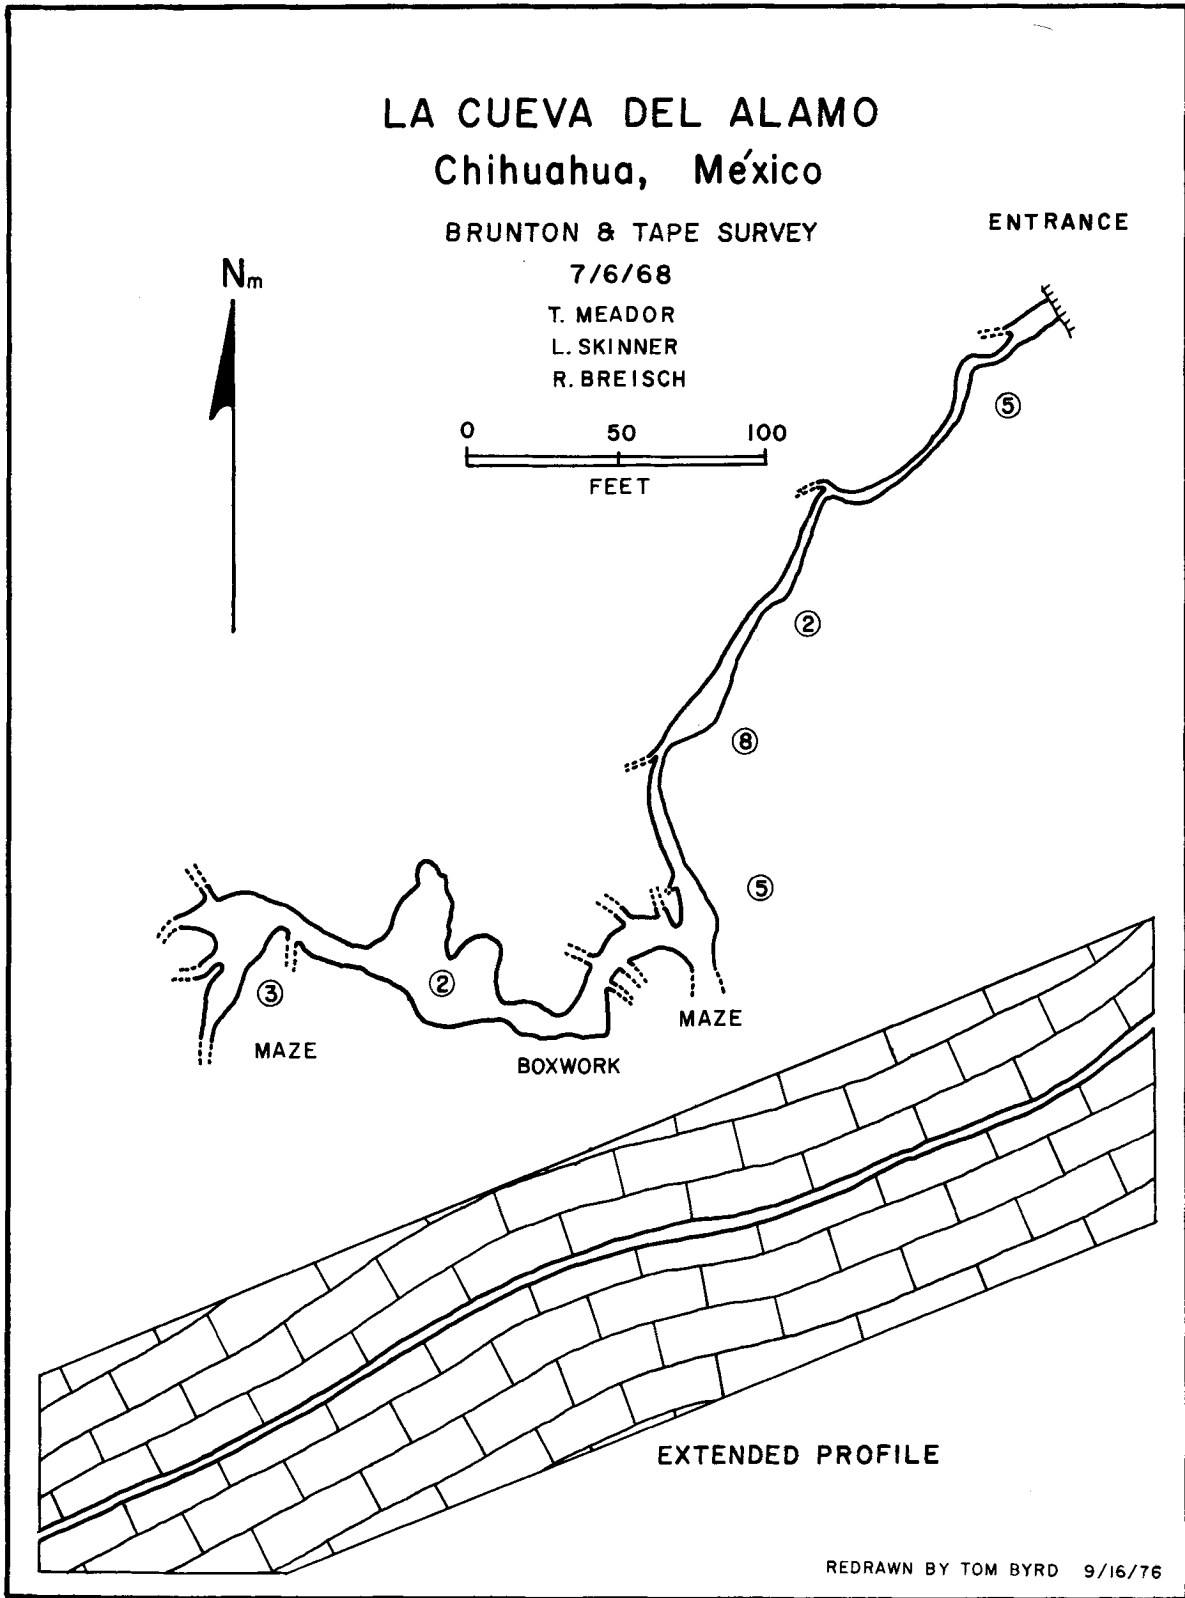 LA CUEVA DEL ALAMO
Chihuahua, México
BRUNTON & TAPE SURVEY
7/6/68
T. MEADOR
L. SKINNER
R. BREISCH
ENTRANCE
Nm
0 50 100
FEET
5
2
8
5
3
2
MAZE
BOXWORK
MAZE
EXTENDED PROFILE
REDRAWN BY TOM BYRD 9/16/76